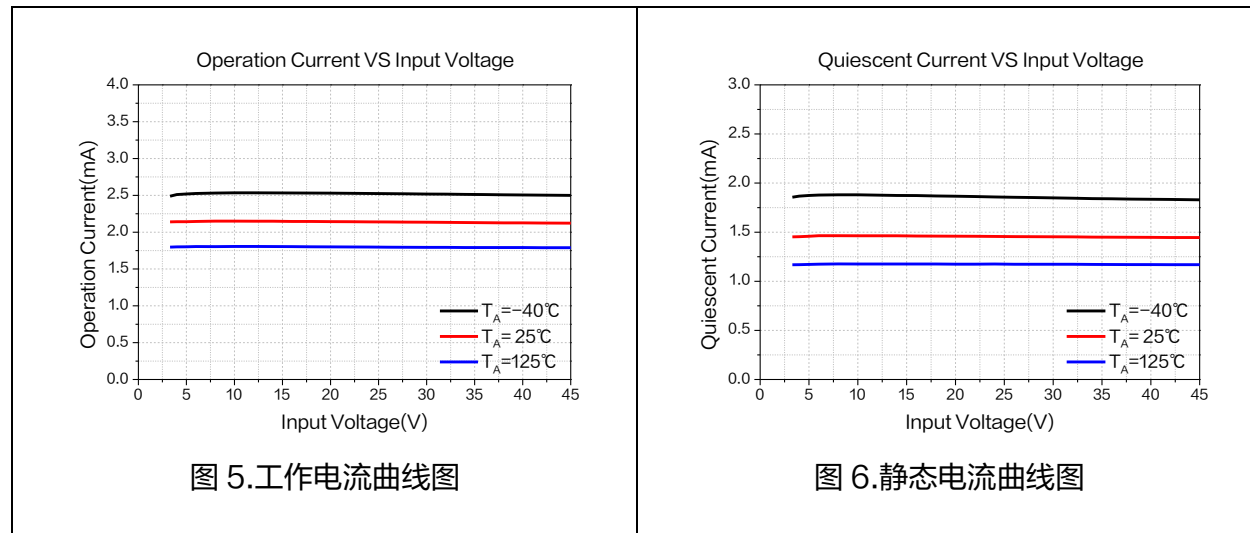 Operation Current VS Input Voltage
4.0
3.5
3.0
2.5
2.0
1.5
1.0
0.5
0.0
Operation Current(mA)
T_A=−40℃
T_A= 25℃
T_A=125℃
0 5 10 15 20 25 30 35 40 45
Input Voltage(V)
图 5.工作电流曲线图
Quiescent Current VS Input Voltage
3.0
2.5
2.0
1.5
1.0
0.5
0.0
Quiescent Current(mA)
T_A=−40℃
T_A= 25℃
T_A=125℃
0 5 10 15 20 25 30 35 40 45
Input Voltage(V)
图 6.静态电流曲线图